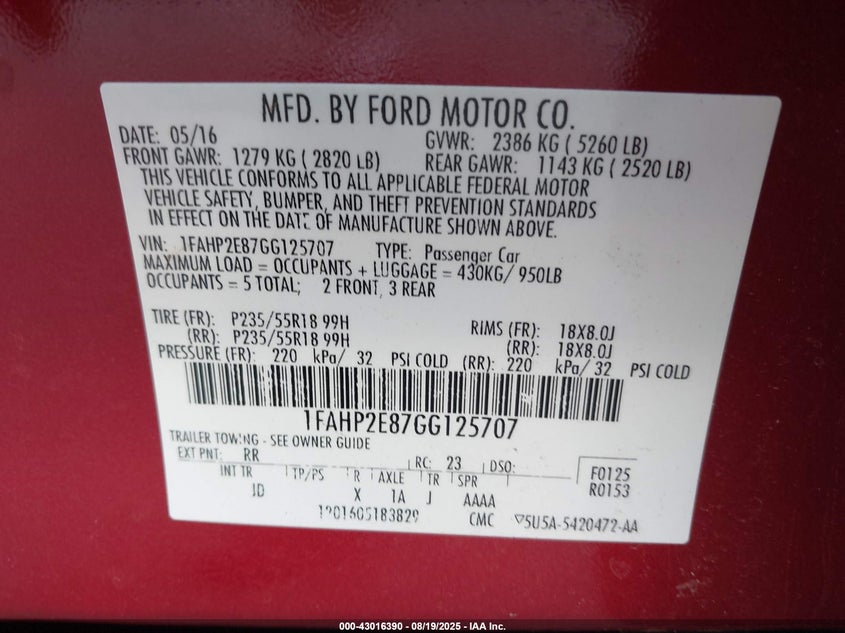 MFD. BY FORD MOTOR CO.
DATE: 05/16 GVWR: 2386 KG ( 5260 LB)
FRONT GAWR: 1279 KG ( 2820 LB) REAR GAWR: 1143 KG ( 2520 LB)
THIS VEHICLE CONFORMS TO ALL APPLICABLE FEDERAL MOTOR
VEHICLE SAFETY, BUMPER, AND THEFT PREVENTION STANDARDS
IN EFFECT ON THE DATE OF MANUFACTURE SHOWN ABOVE.
VIN: 1FAHP2E87GG125707 TYPE: Passenger Car
MAXIMUM LOAD = OCCUPANTS + LUGGAGE = 430KG/ 950LB
OCCUPANTS = 5 TOTAL; 2 FRONT, 3 REAR
TIRE (FR): P235/55R18 99H RIMS (FR): 18X8.0J
(RR): P235/55R18 99H (RR): 18X8.0J
PRESSURE (FR): 220 kPa/ 32 PSI COLD (RR): 220 kPa/ 32 PSI COLD
1FAHP2E87GG125707
TRAILER TOWING - SEE OWNER GUIDE
EXT PNT: RR RC: 23 DSO: F0125
INT TR TP/PS R AXLE TR SPR R0153
JD X 1A J AAAA
1201605183829 CMC 5U5A-5420472-AA
000-43016390 - 08/19/2025 - IAA Inc.